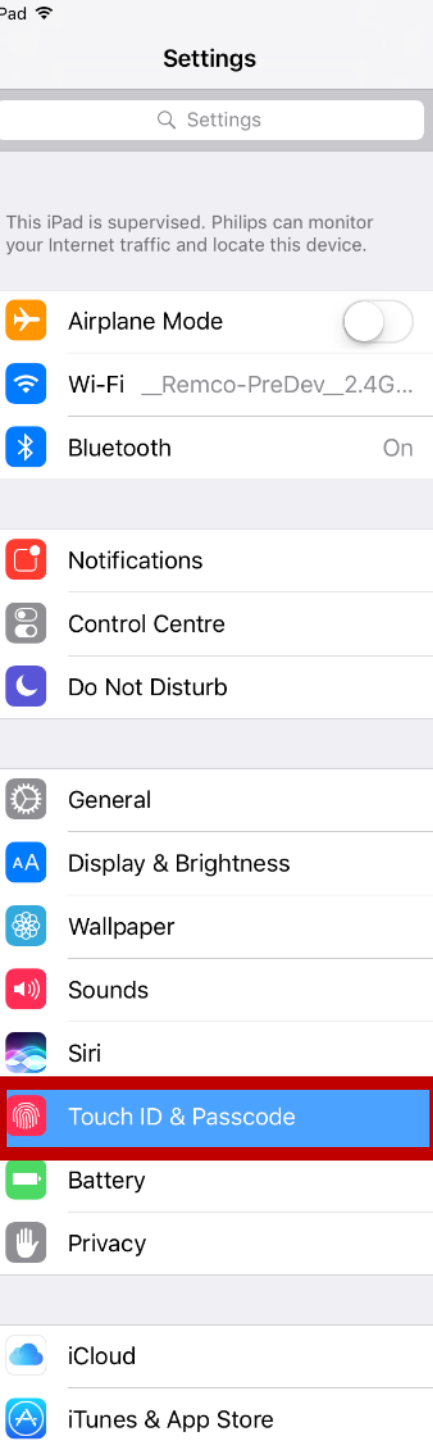 Pad
Settings
Settings
This iPad is supervised. Philips can monitor
your Internet traffic and locate this device.
Airplane Mode
Wi-Fi __Remco-PreDev__2.4G...
Bluetooth On
Notifications
Control Centre
Do Not Disturb
General
AA Display & Brightness
Wallpaper
Sounds
Siri
Touch ID & Passcode
Battery
Privacy
iCloud
iTunes & App Store